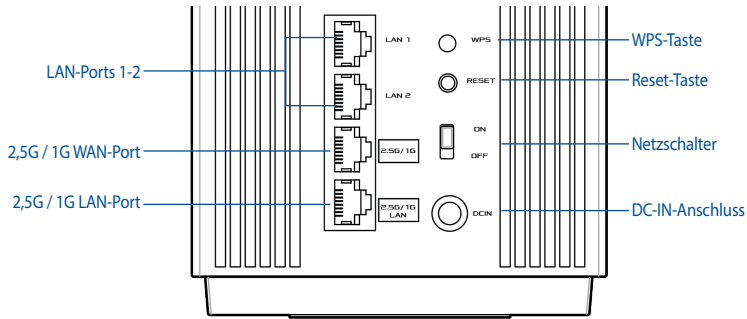 LAN-Ports 1-2
2,5G / 1G WAN-Port
2,5G / 1G LAN-Port
LAN 1
LAN 2
2.5G/1G
2.5G/1G
LAN
WPS
RESET
ON
OFF
DCIN
WPS-Taste
Reset-Taste
Netzschalter
DC-IN-Anschluss